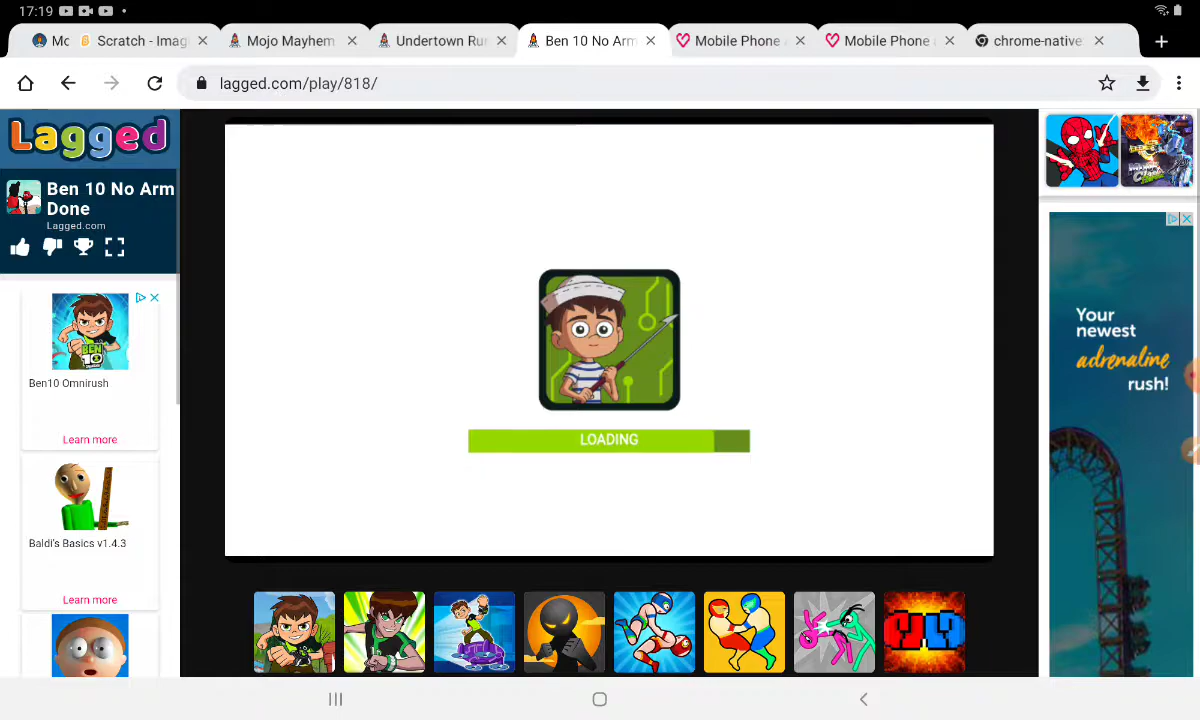 17:19
Mc
Scratch - Imag
Mojo Mayhem
Undertown Ru
Ben 10 No Arm
Mobile Phone
Mobile Phone
chrome-native
lagged.com/play/818/
Lagged
Ben 10 No Arm
Done
Lagged.com
Ben10 Omnirush
Learn more
Baldi's Basics v1.4.3
Learn more
LOADING
Your
newest
adrenaline
rush!